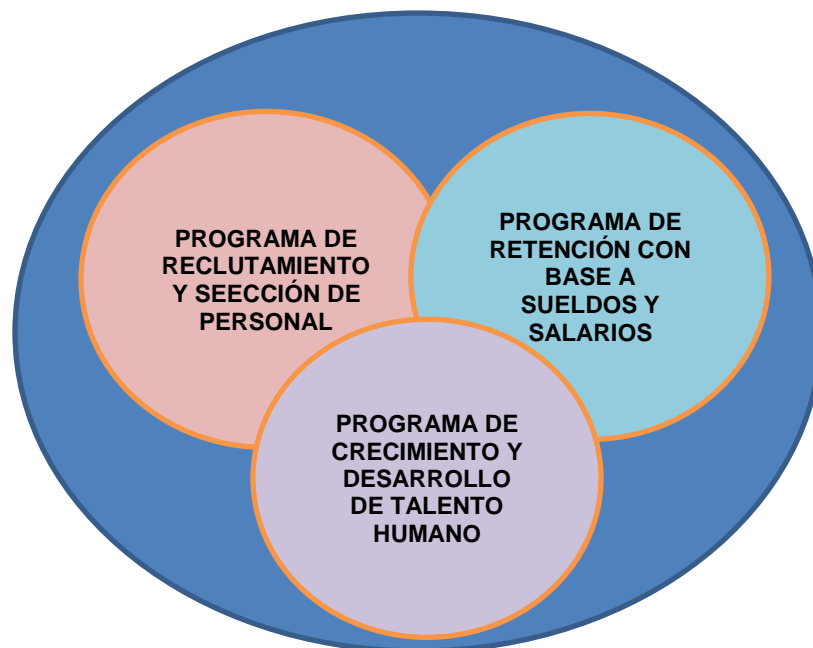 PROGRAMA DE
RECLUTAMIENTO
Y SEECCIÓN DE
PERSONAL
PROGRAMA DE
RETENCIÓN CON
BASE A
SUELDOS Y
SALARIOS
PROGRAMA DE
CRECIMIENTO Y
DESARROLLO
DE TALENTO
HUMANO